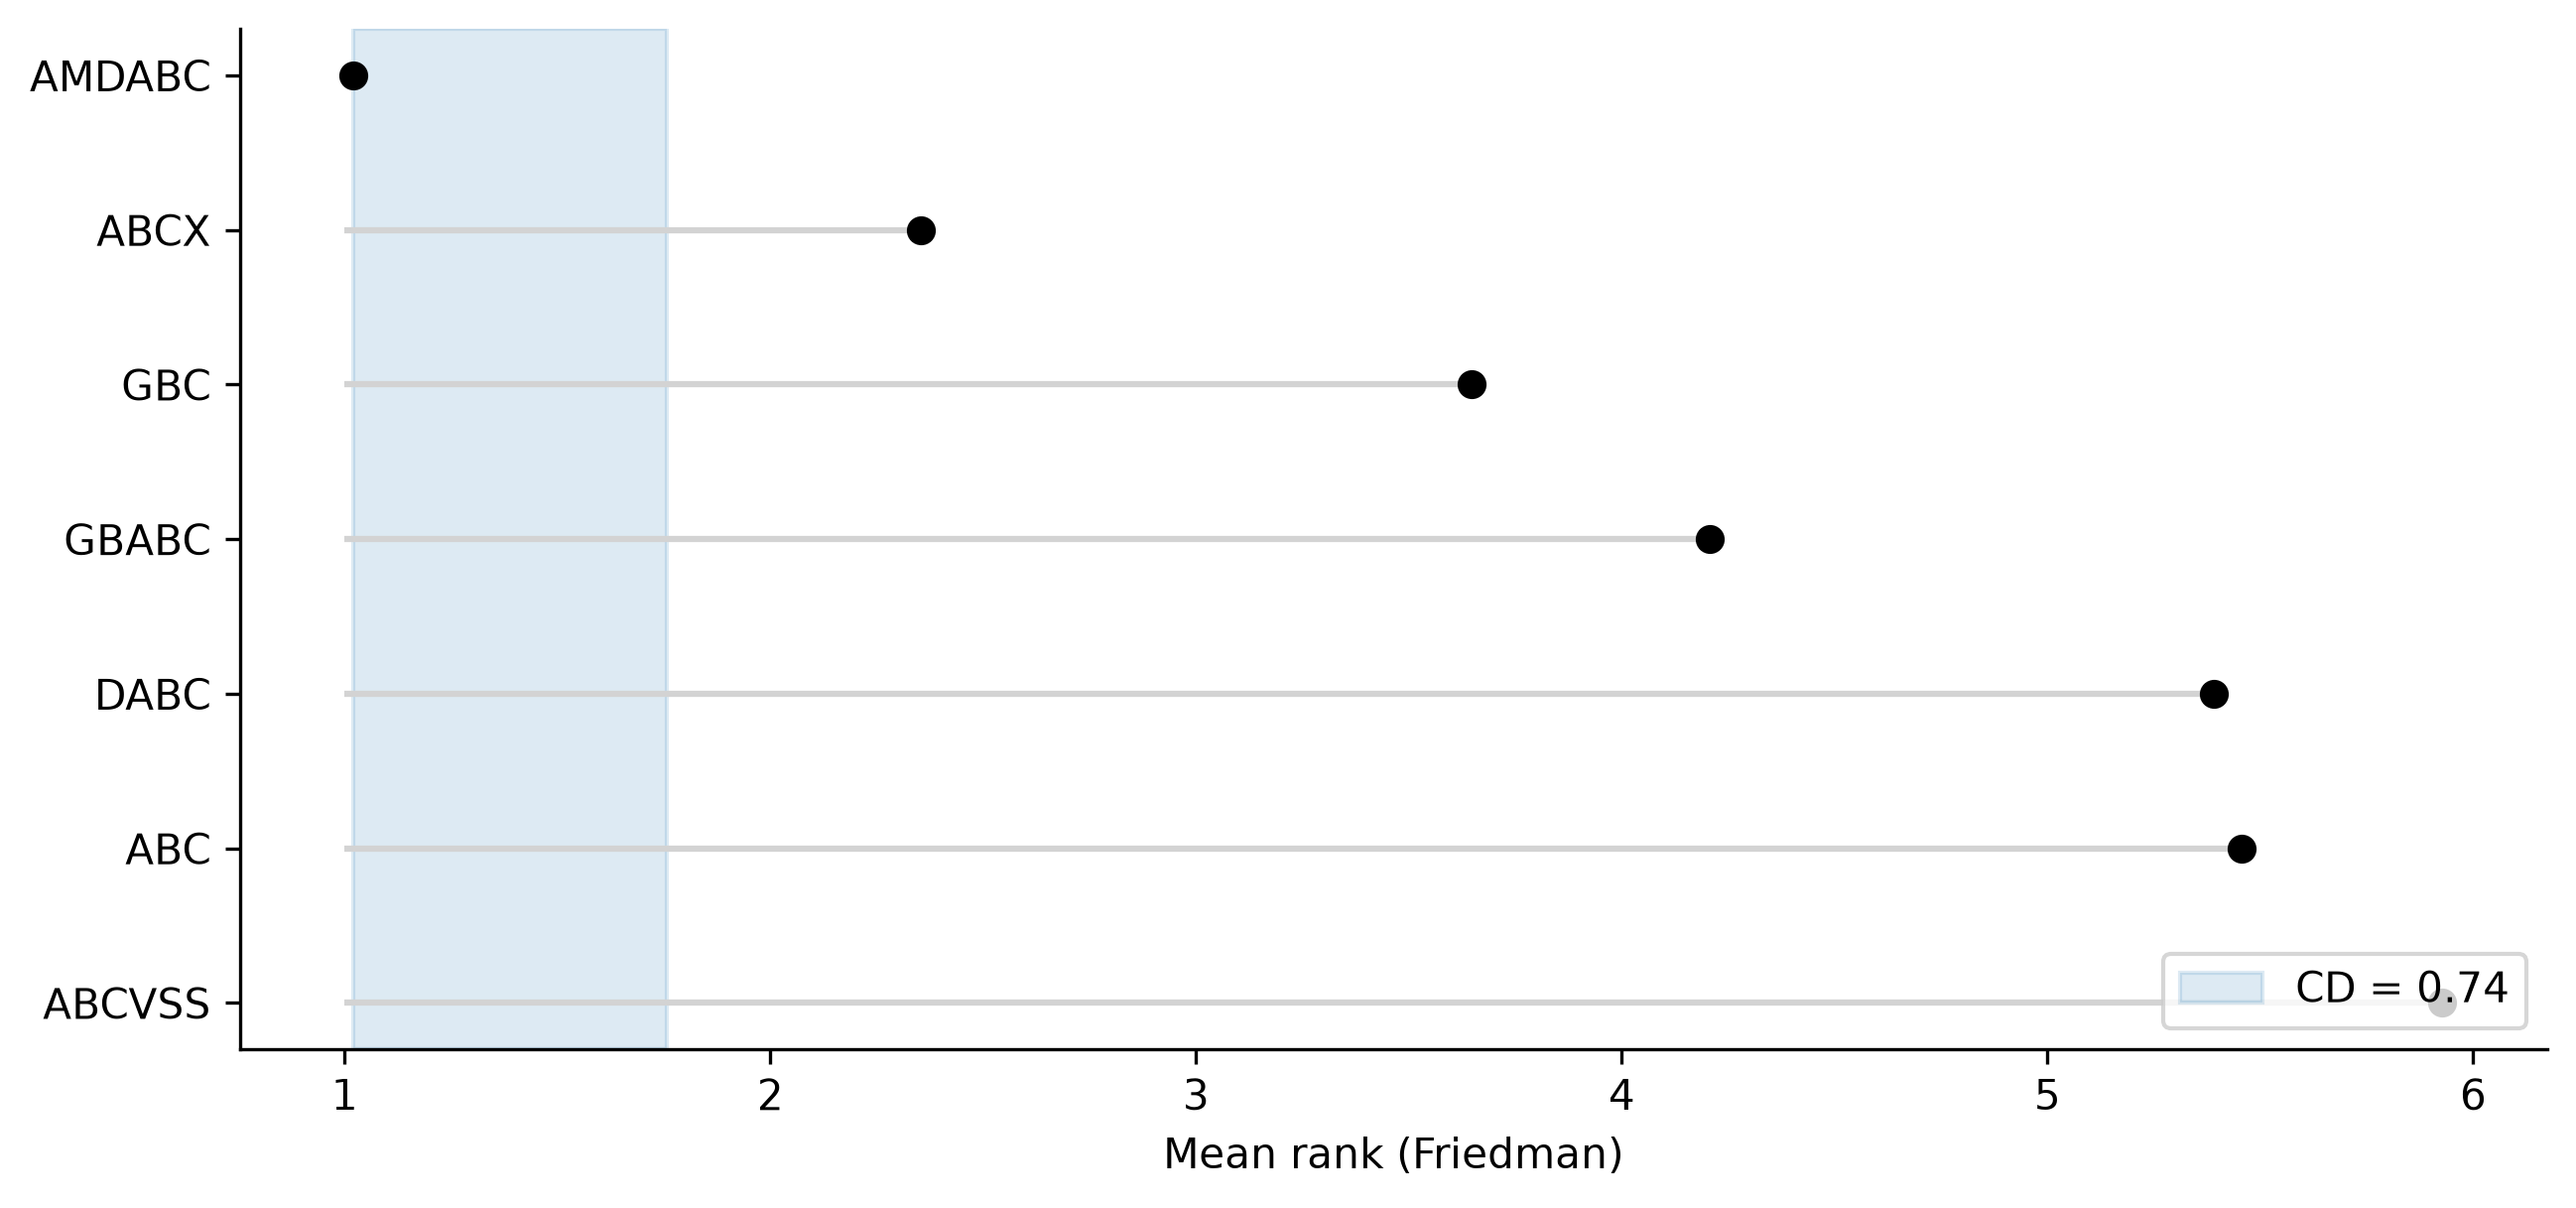 AMDABC
ABCX
GBC
GBABC
DABC
ABC
ABCVSS
CD = 0.74
1 2 3 4 5 6
Mean rank (Friedman)